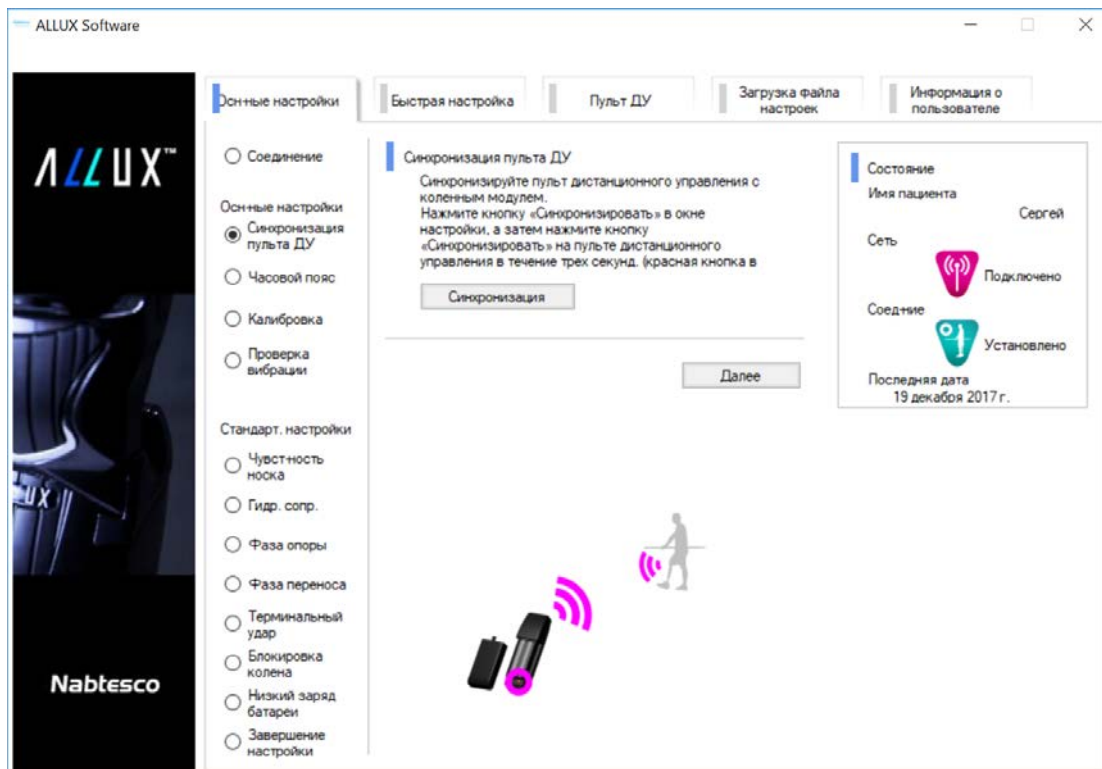 ALLUX Software
Осн-ные настройки
Быстрая настройка
Пульт ДУ
Загрузка файла
настроек
Информация о
пользователе
ALLUX™
Соединение
Осн-ные настройки
Синхронизация
пульта ДУ
Часовой пояс
Калибровка
Проверка
вибрации
Стандарт. настройки
Чувст-ность
носка
Гидр. сопр.
Фаза опоры
Фаза переноса
Терминальный
удар
Блокировка
колена
Низкий заряд
батареи
Завершение
настройки
Синхронизация пульта ДУ
Синхронизируйте пульт дистанционного управления с
коленным модулем.
Нажмите кнопку «Синхронизировать» в окне
настройки, а затем нажмите кнопку
«Синхронизировать» на пульте дистанционного
управления в течение трех секунд. (красная кнопка в
Синхронизация
Далее
Состояние
Имя пациента
Сергей
Сеть
Подключено
Соед-ние
Установлено
Последняя дата
19 декабря 2017 г.
UX
Nabtesco